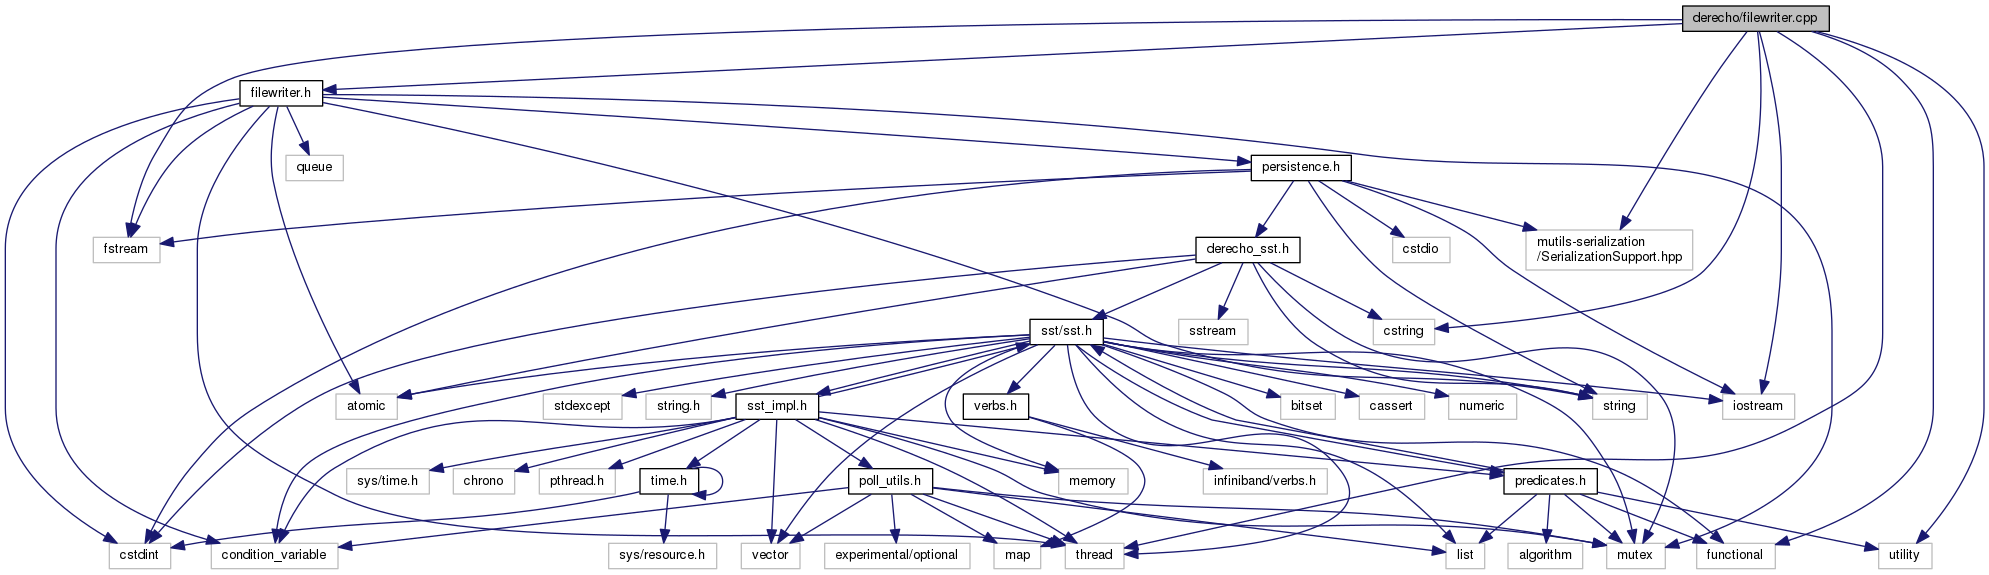 derecho/filewriter.cpp
filewriter.h
queue
persistence.h
fstream
derecho_sst.h
cstdio
mutils-serialization
/SerializationSupport.hpp
sst/sst.h
sstream
cstring
atomic
stdexcept
string.h
sst_impl.h
verbs.h
bitset
cassert
numeric
string
iostream
sys/time.h
chrono
pthread.h
time.h
poll_utils.h
memory
infiniband/verbs.h
predicates.h
cstdint
condition_variable
sys/resource.h
vector
experimental/optional
map
thread
list
algorithm
mutex
functional
utility